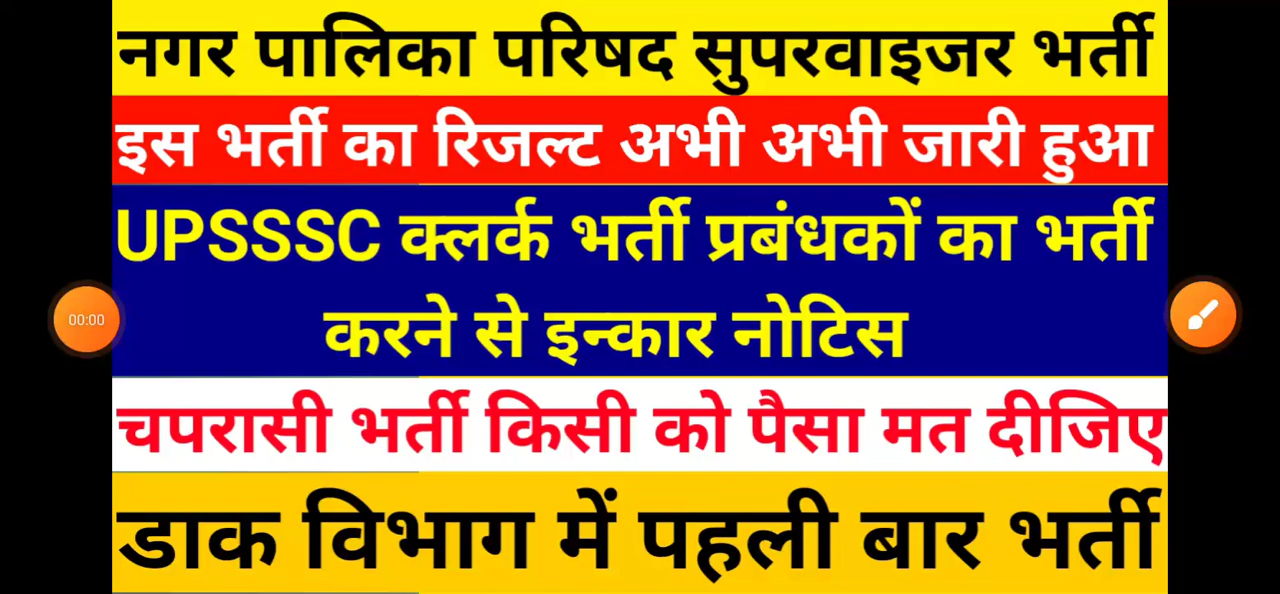 नगर पालिका परिषद सुपरवाइजर भर्ती
इस भर्ती का रिजल्ट अभी अभी जारी हुआ
UPSSSC क्लर्क भर्ती प्रबंधकों का भर्ती
करने से इन्कार नोटिस
00:00
चपरासी भर्ती किसी को पैसा मत दीजिए
डाक विभाग में पहली बार भर्ती